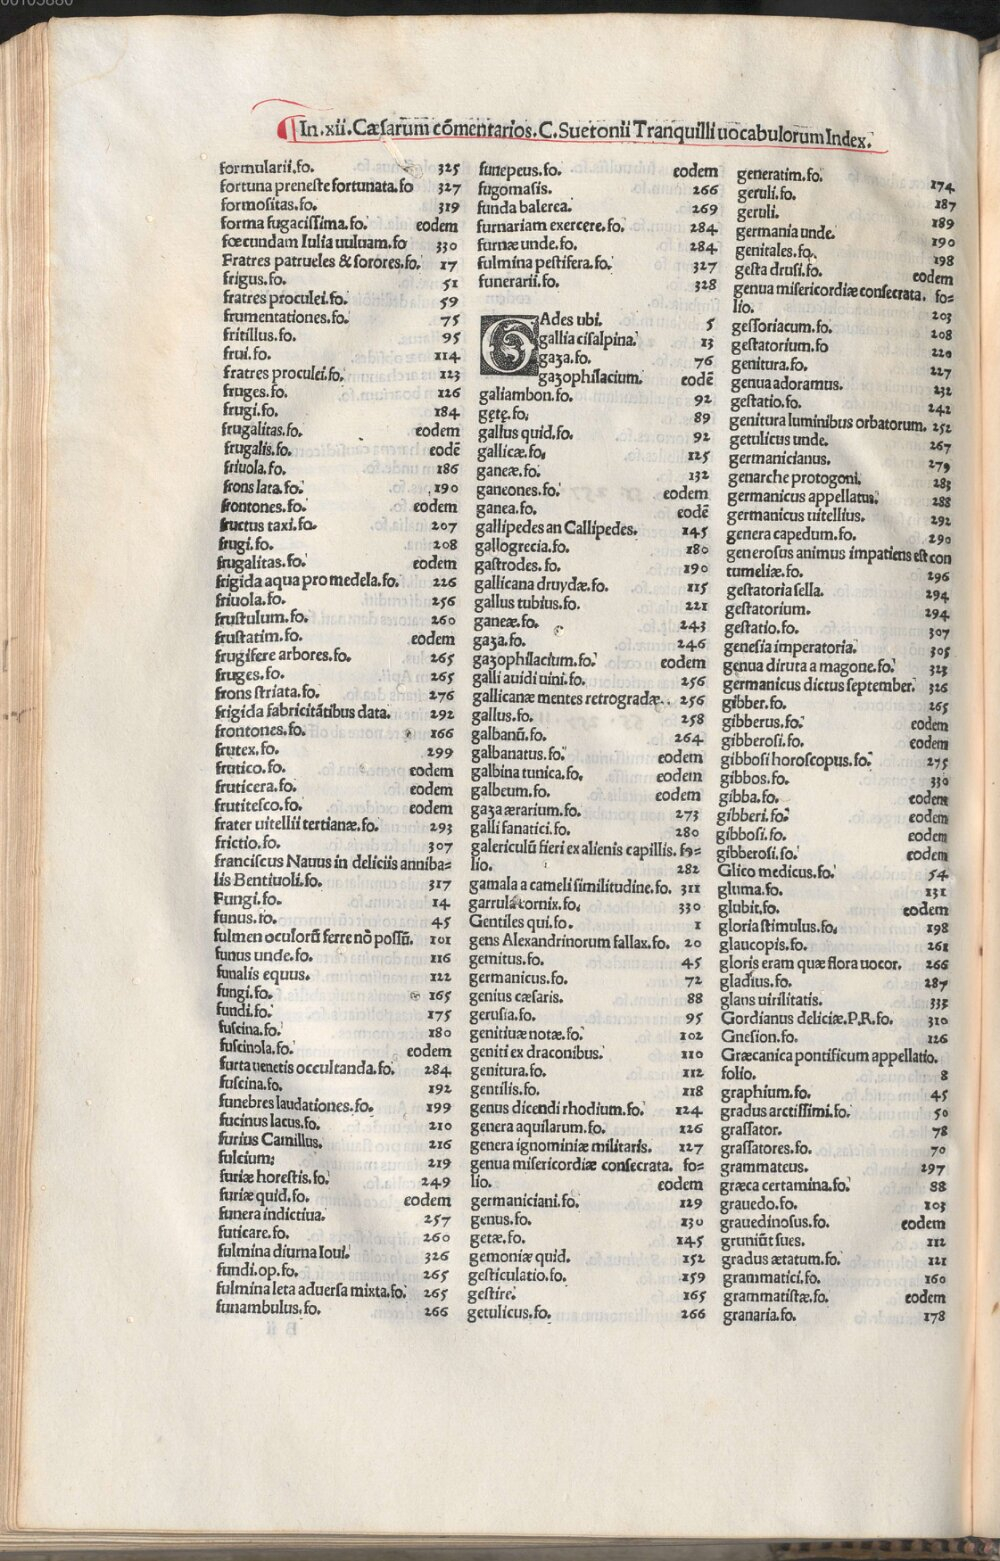 In.xii.Cæsarum cõmentarios.C.Suetonii Tranquilli uocabulorum Index.
formularii.fo. 325
fortuna preneste fortunata.fo 327
formositas.fo. 319
forma fugacissima.fo. eodem
fœcundam Iulia uuluam.fo 330
Fratres patrueles & sorores.fo. 17
frigus.fo. 51
fratres proculei.fo. 59
frumentationes.fo. 75
fritillus.fo. 95
frui.fo. 114
fratres proculei.fo. 123
fruges.fo. 126
frugi.fo. 184
frugalitas.fo. eodem
frugalis.fo. eodē
friuola.fo. 186
frons lata.fo. 190
frontones.fo. eodem
fructus taxi.fo. 207
frugi.fo. 208
frugalitas.fo. eodem
frigida aqua pro medela.fo. 226
friuola.fo. 256
frustulum.fo. 260
frustatim.fo. eodem
frugifere arbores.fo. 265
fruges.fo. 265
frons striata.fo. 276
frigida fabricitãtibus data. 292
frontones.fo. 166
frutex.fo. 299
frutico.fo. eodem
fruticera.fo. eodem
frutitesco.fo. eodem
frater uitellii tertianæ.fo. 293
frictio.fo. 307
franciscus Nauus in deliciis anniba=
lis Bentiuoli.fo. 317
Fungi.fo. 14
funus.fo. 45
fulmen oculorũ ferre nõ possũ. 101
funus unde.fo. 116
funalis equus. 122
fungi.fo. 165
fundi.fo. 175
fuscina.fo. 180
fuscinola.fo. eodem
furta uenetis occultanda.fo. 284
fuscina.fo. 192
funebres laudationes.fo. 199
fucinus lacus.fo. 210
furius Camillus. 216
fulcium; 219
furiæ horestis.fo. 249
furiæ quid.fo. eodem
funera indictiua. 257
futicare.fo. 260
fulmina diurna Ioui. 326
fundi.op.fo. 265
fulmina leta aduersa mixta.fo. 265
funambulus.fo. 266
funepeus.fo. eodem
fugomasis. 266
funda balerea. 269
furnariam exercere.fo. 284
furnæ unde.fo. 284
fulmina pestifera.fo. 327
funerarii.fo. 328
GAdes ubi. 5
gallia cisalpina. 13
gaza.fo. 76
gazophilacium. eodē
galiambon.fo. 92
gete.fo. 89
gallus quid.fo. 92
gallicæ.fo. 125
ganeæ.fo. 132
ganeones.fo. eodem
ganea.fo. eodē
gallipedes an Callipedes. 145
gallogrecia.fo. 180
gastrodes.fo. 190
gallicana druydæ.fo. 115
gallus tubius.fo. 221
ganeæ.fo. 243
gaza.fo. 246
gazophilacium.fo. eodem
galli auidi uini.fo. 256
gallicanæ mentes retrogradæ. 256
gallus.fo. 258
galbanũ.fo. 264
galbanatus.fo. eodem
galbina tunica.fo. eodem
galbeum.fo. eodem
gaza ærarium.fo. 273
galli fanatici.fo. 280
galericulũ fieri ex alienis capillis. fo=
lio. 282
gamala a cameli similitudine.fo. 311
garrula cornix.fo. 330
Gentiles qui.fo. 1
gens Alexandrinorum fallax.fo. 20
gemitus.fo. 45
germanicus.fo. 72
genius cæsaris. 88
gerusia.fo. 95
genitiuæ notæ.fo. 102
geniti ex draconibus. 110
genitura.fo. 112
gentilis.fo. 118
genus dicendi rhodium.fo. 124
genera aquilarum.fo. 126
genera ignominiæ militaris. 127
genua misericordiæ consecrata. fo=
lio. eodem
germaniciani.fo. 129
genus.fo. 130
getæ.fo. 145
gemoniæ quid. 152
gesticulatio.fo. 159
gestire. 165
getulicus.fo. 266
generatim.fo. 174
geruli.fo. 187
geruli. 189
germania unde. 190
genitales.fo. 198
gesta drusi.fo. eodem
genua misericordiæ consecrata. fo=
lio. 203
gessoriacum.fo. 208
gestatorium.fo 220
genitura.fo. 227
genua adoramus. 232
gestatio.fo. 242
genitura luminibus orbatorum. 252
getulicus unde. 267
germanicianus. 279
genarche protogoni. 283
germanicus appellatus. 288
germanicus uitellius. 292
genera capedum.fo. 290
generosus animus impatiens est con
tumeliæ.fo. 296
gestatoria sella. 294
gestatorium. 294
gestatio.fo. 307
genesia imperatoria. 305
genua diruta a magone.fo. 323
germanicus dictus september. 326
gibber.fo. 265
gibberus.fo. eodem
gibberosi.fo. eodem
gibbosi horoscopus.fo. 275
gibbos.fo. 330
gibba.fo. eodem
gibberi.fo. eodem
gibbosi.fo. eodem
gibberosi.fo. eodem
Glico medicus.fo. 54
gluma.fo. 131
glubit.fo. eodem
gloria stimulus.fo. 198
glaucopis.fo. 261
gloris eram quæ flora uocor. 266
gladius.fo. 287
glans uirilitatis. 333
Gordianus deliciæ.P.R.fo. 310
Gnesion.fo. 126
Græcanica pontificum appellatio.
folio. 8
graphium.fo. 45
gradus arctissimi.fo. 50
grassator. 78
grassatores.fo. 70
grammateus. 297
græca certamina.fo. 88
grauedo.fo. 103
grauedinosus.fo. eodem
gruniũt sues. 112
gradus ætatum.fo. 121
grammatici.fo. 160
grammatistæ.fo. eodem
granaria.fo. 178